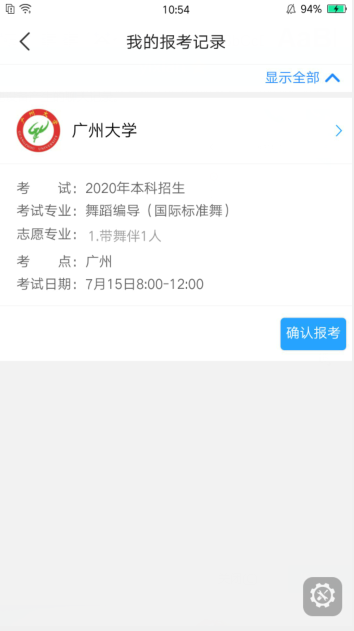 10:54
94%
我的报考记录
显示全部
广州大学
考 试：2020年本科招生
考试专业：舞蹈编导（国际标准舞）
志愿专业：1.带舞伴1人
考 点：广州
考试日期：7月15日8:00-12:00
确认报考